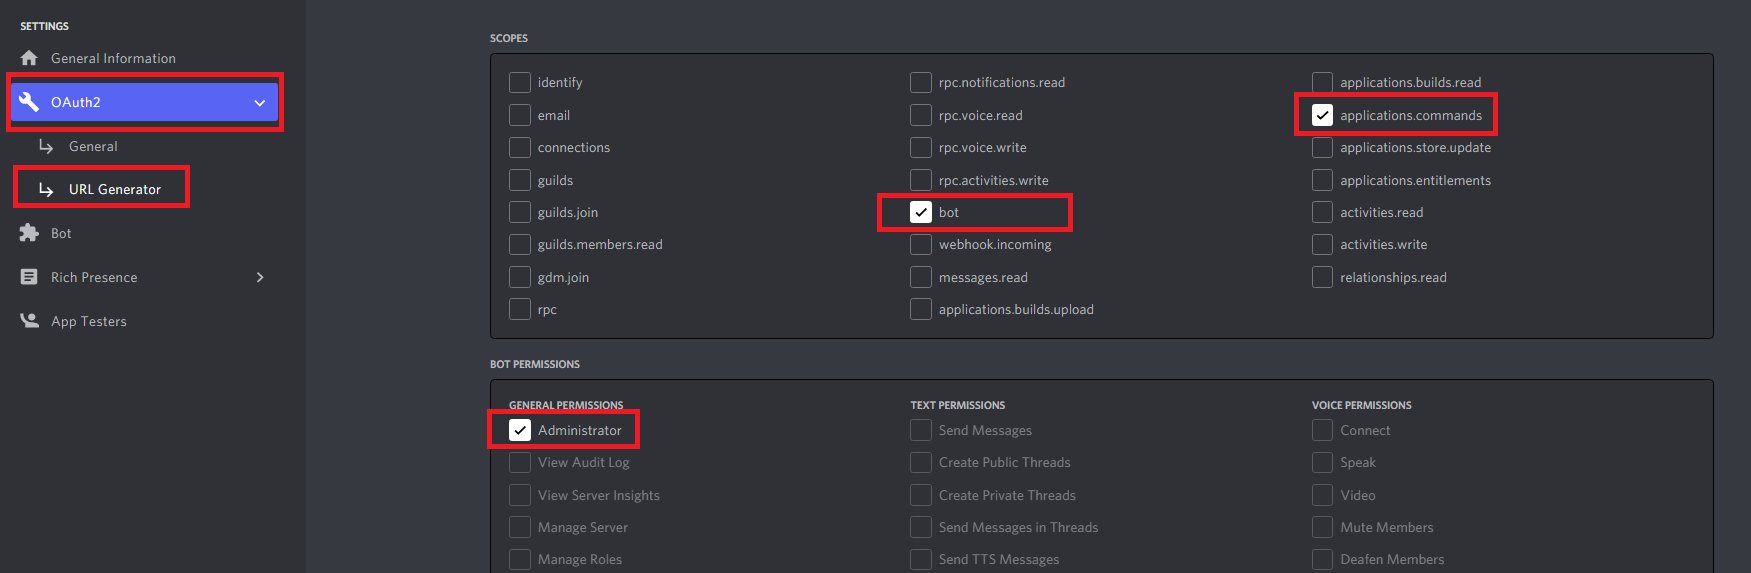 SETTINGS
General Information
OAuth2
General
URL Generator
Bot
Rich Presence
App Testers
SCOPES
identify
email
connections
guilds
guilds.join
guilds.members.read
gdm.join
rpc
rpc.notifications.read
rpc.voice.read
rpc.voice.write
rpc.activities.write
bot
webhook.incoming
messages.read
applications.builds.upload
applications.builds.read
applications.commands
applications.store.update
applications.entitlements
activities.read
activities.write
relationships.read
BOT PERMISSIONS
GENERAL PERMISSIONS
Administrator
View Audit Log
View Server Insights
Manage Server
Manage Roles
TEXT PERMISSIONS
Send Messages
Create Public Threads
Create Private Threads
Send Messages in Threads
Send TTS Messages
VOICE PERMISSIONS
Connect
Speak
Video
Mute Members
Deafen Members